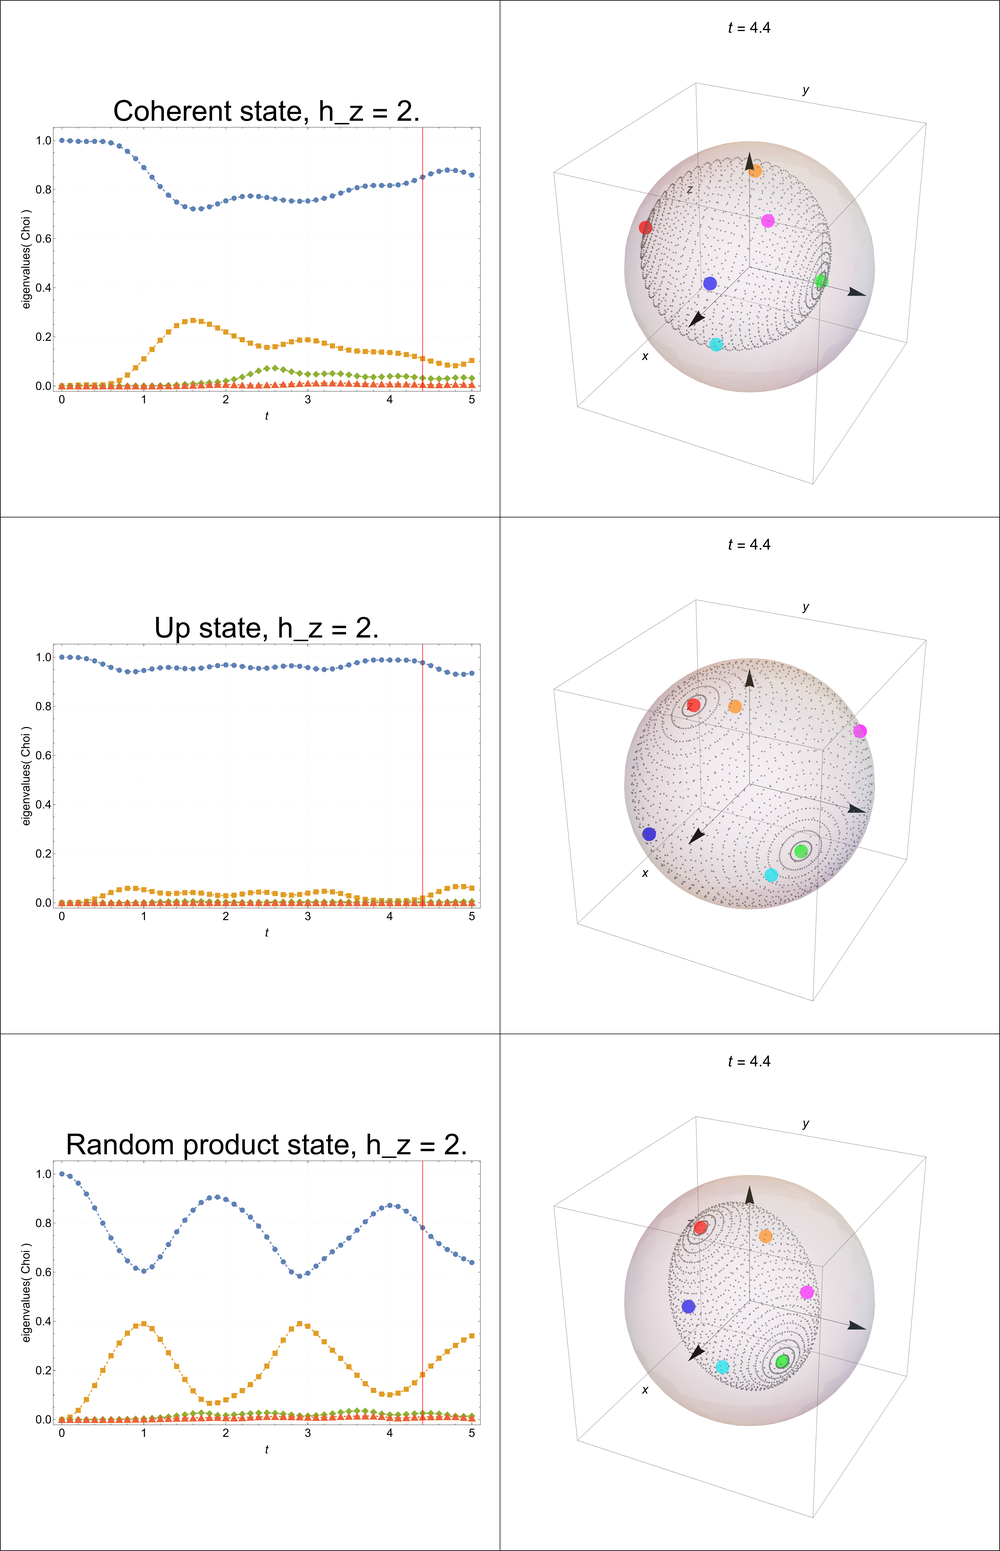 Coherent state, h_z = 2.
eigenvalues( Choi )
1.0
0.8
0.6
0.4
0.2
0.0
0 1 2 3 4 5
t
t = 4.4
y
z
x
Up state, h_z = 2.
eigenvalues( Choi )
1.0
0.8
0.6
0.4
0.2
0.0
0 1 2 3 4 5
t
t = 4.4
y
z
x
Random product state, h_z = 2.
eigenvalues( Choi )
1.0
0.8
0.6
0.4
0.2
0.0
0 1 2 3 4 5
t
t = 4.4
y
z
x